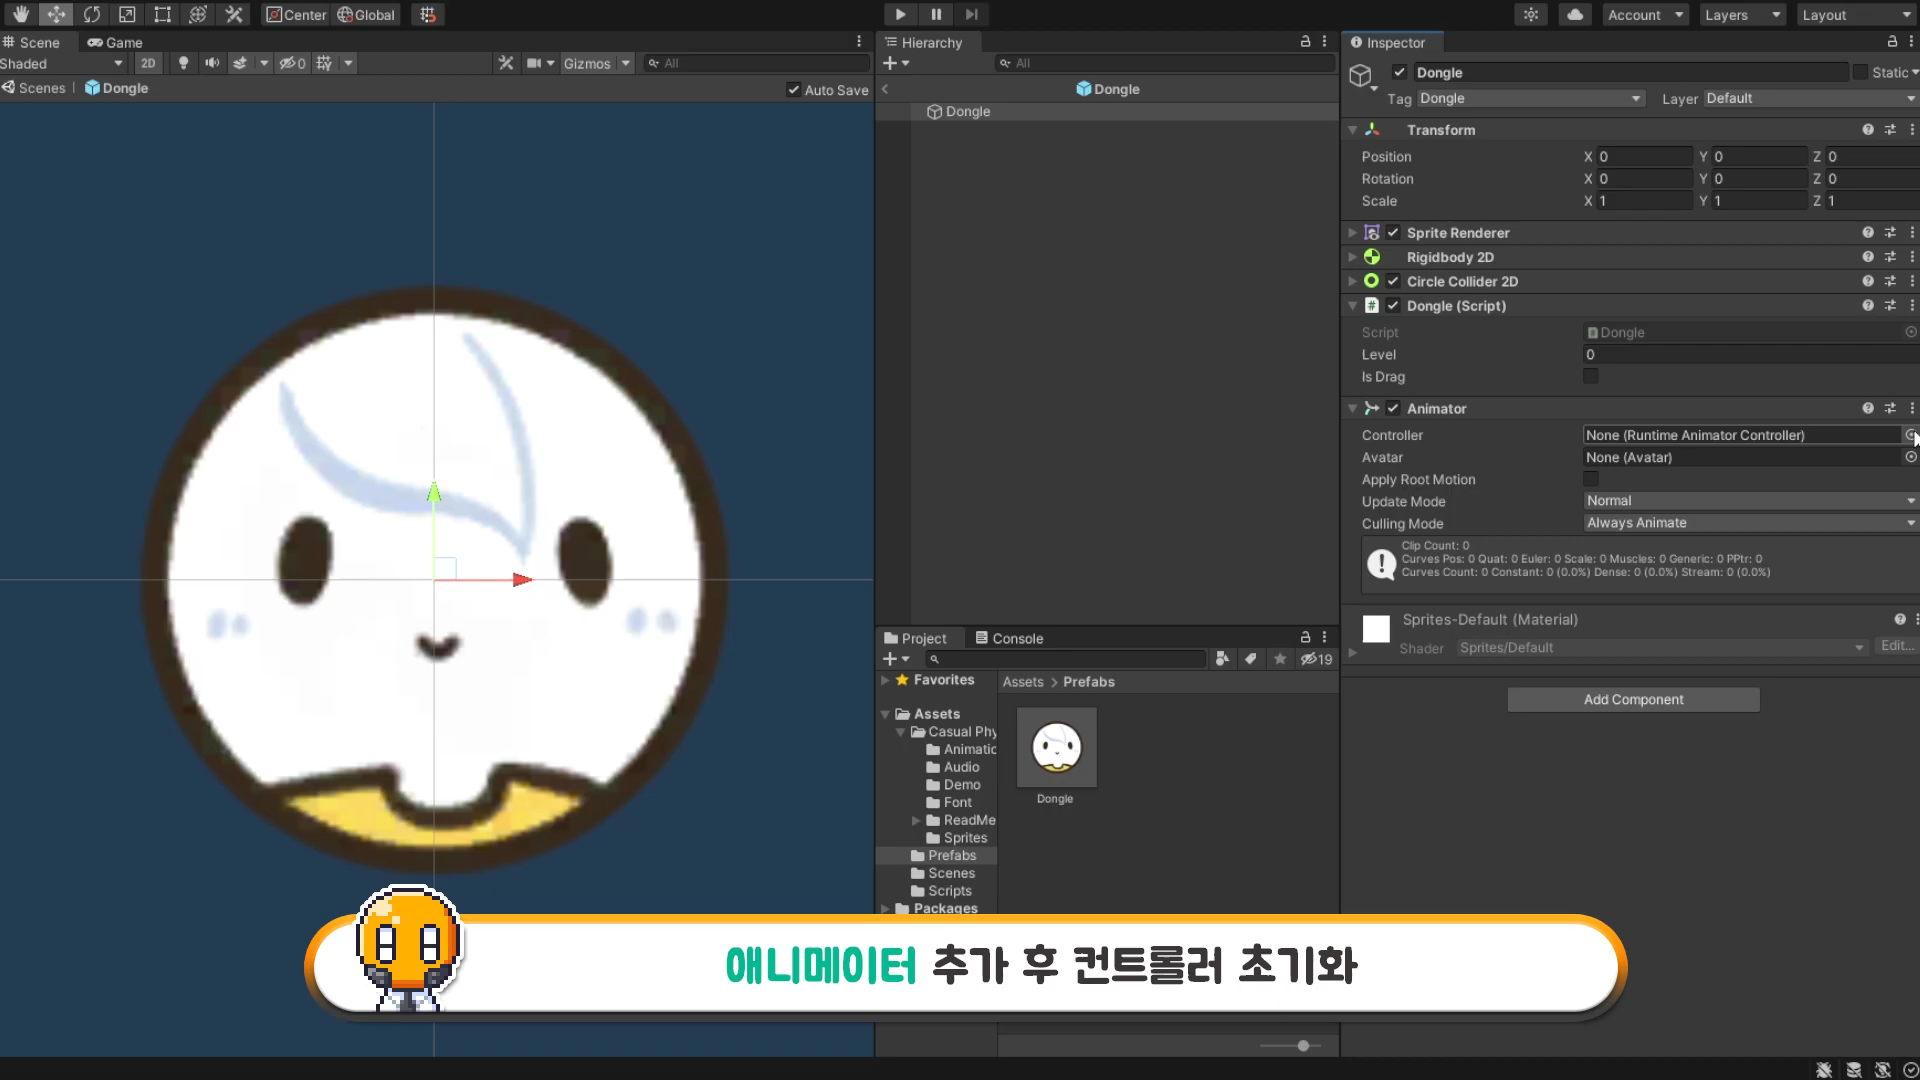 Center Global Account Layers Layout
Scene Game
Shaded 2D 0 Gizmos All
Scenes Dongle Auto Save
Hierarchy
All
Dongle
Dongle
Project Console
19
Favorites
Assets
Casual Phy
Animatic
Audio
Demo
Font
ReadMe
Sprites
Prefabs
Scenes
Scripts
Packages
Assets > Prefabs
Dongle
Inspector
Dongle Static
Tag Dongle Layer Default
Transform
Position X 0 Y 0 Z 0
Rotation X 0 Y 0 Z 0
Scale X 1 Y 1 Z 1
Sprite Renderer
Rigidbody 2D
Circle Collider 2D
# Dongle (Script)
Script Dongle
Level 0
Is Drag
Animator
Controller None (Runtime Animator Controller)
Avatar None (Avatar)
Apply Root Motion
Update Mode Normal
Culling Mode Always Animate
Clip Count: 0
Curves Pos: 0 Quat: 0 Euler: 0 Scale: 0 Muscles: 0 Generic: 0 PPtr: 0
Curves Count: 0 Constant: 0 (0.0%) Dense: 0 (0.0%) Stream: 0 (0.0%)
Sprites-Default (Material)
Shader Sprites/Default Edit...
Add Component
애니메이터 추가 후 컨트롤러 초기화